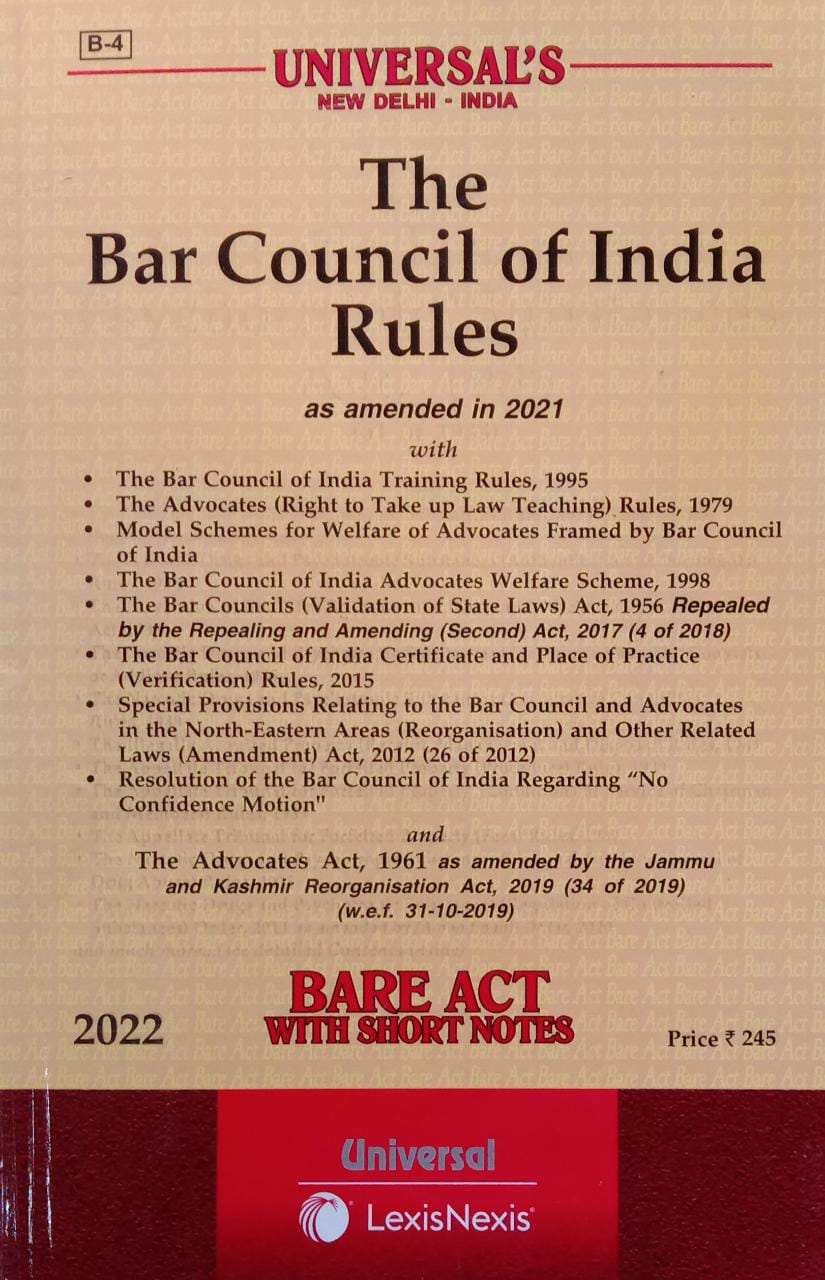 B-4
UNIVERSAL'S
NEW DELHI - INDIA
The
Bar Council of India
Rules
as amended in 2021
with
• The Bar Council of India Training Rules, 1995
• The Advocates (Right to Take up Law Teaching) Rules, 1979
• Model Schemes for Welfare of Advocates Framed by Bar Council
of India
• The Bar Council of India Advocates Welfare Scheme, 1998
• The Bar Councils (Validation of State Laws) Act, 1956 Repealed
by the Repealing and Amending (Second) Act, 2017 (4 of 2018)
• The Bar Council of India Certificate and Place of Practice
(Verification) Rules, 2015
• Special Provisions Relating to the Bar Council and Advocates
in the North-Eastern Areas (Reorganisation) and Other Related
Laws (Amendment) Act, 2012 (26 of 2012)
• Resolution of the Bar Council of India Regarding “No
Confidence Motion"
and
The Advocates Act, 1961 as amended by the Jammu
and Kashmir Reorganisation Act, 2019 (34 of 2019)
(w.e.f. 31-10-2019)
BARE ACT
WITH SHORT NOTES
2022
Price ₹ 245
Universal
LexisNexis®